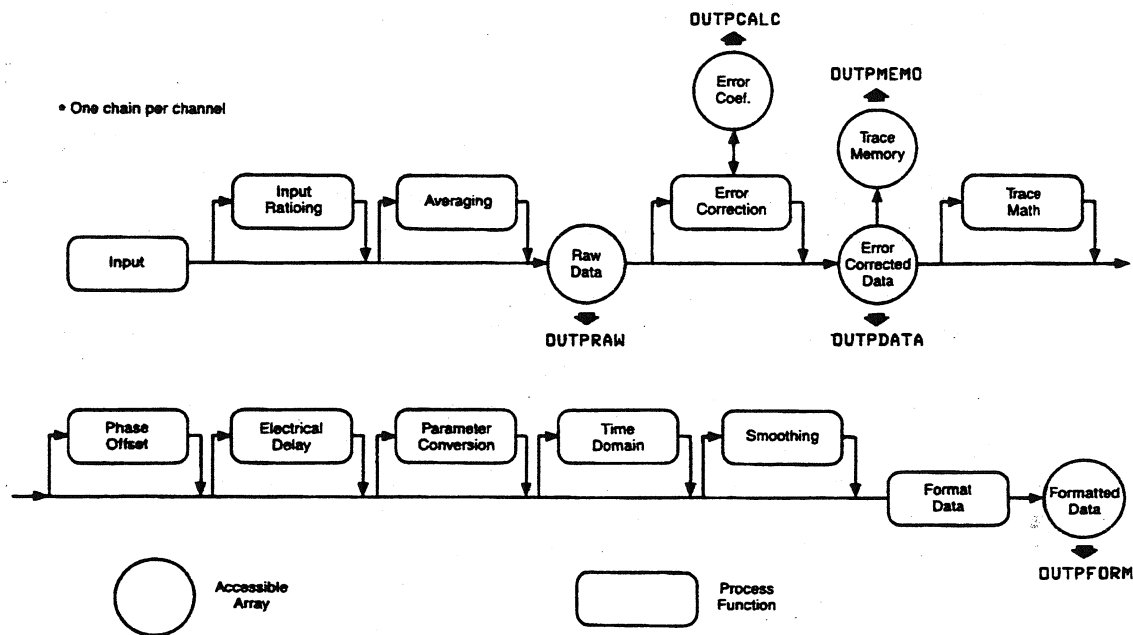 OUTPCALC
Error
Coef.
OUTPMEMO
Trace
Memory
* One chain per channel
Input
Ratioing
Averaging
Error
Correction
Trace
Math
Input
Raw
Data
Error
Corrected
Data
OUTPRAW
OUTPDATA
Phase
Offset
Electrical
Delay
Parameter
Conversion
Time
Domain
Smoothing
Format
Data
Formatted
Data
OUTPFORM
Accessible
Array
Process
Function